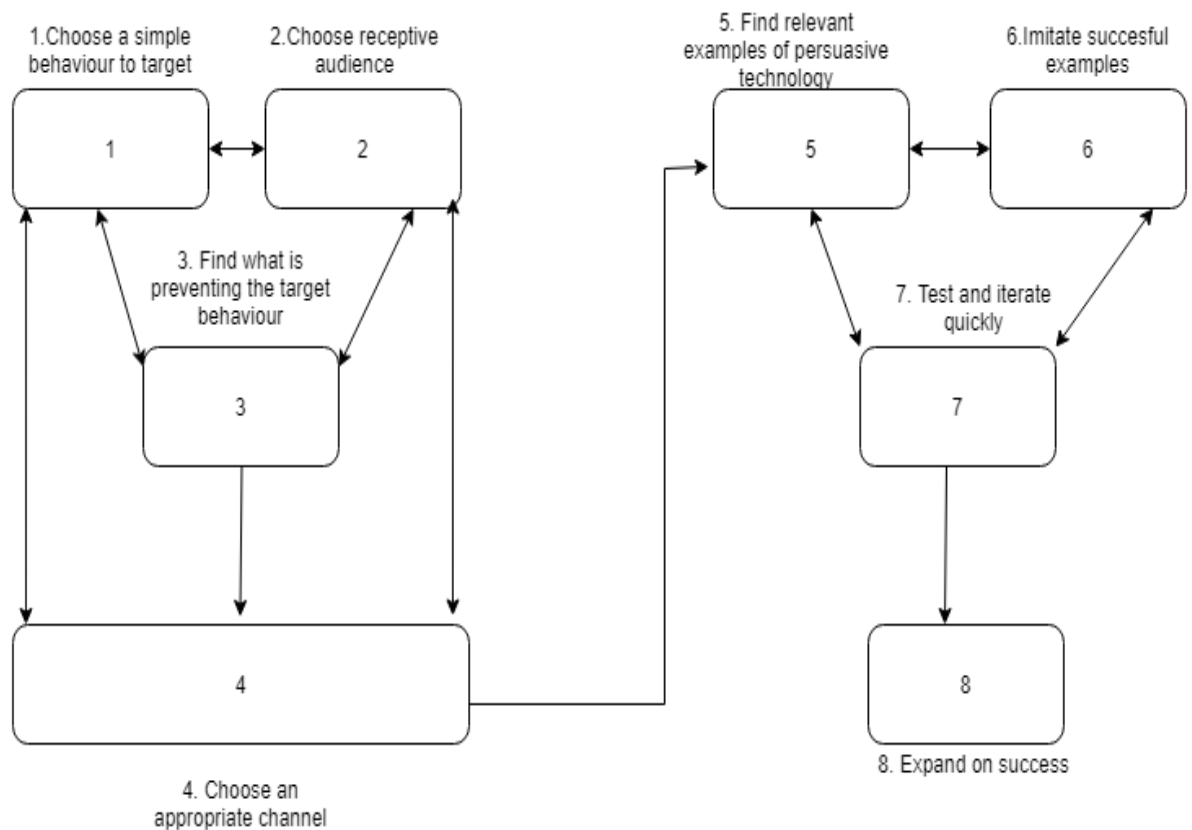 1.Choose a simple
behaviour to target
2.Choose receptive
audience
5. Find relevant
examples of persuasive
technology
6.Imitate succesful
examples
1
2
5
6
3. Find what is
preventing the target
behaviour
7. Test and iterate
quickly
3
7
4
8
8. Expand on success
4. Choose an
appropriate channel